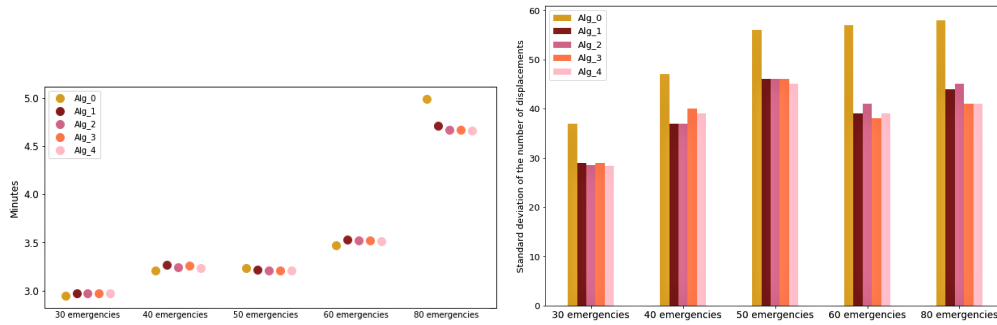 Alg_0
Alg_1
Alg_2
Alg_3
Alg_4
Minutes
5.0
4.5
4.0
3.5
3.0
30 emergencies
40 emergencies
50 emergencies
60 emergencies
80 emergencies
Alg_0
Alg_1
Alg_2
Alg_3
Alg_4
Standard deviation of the number of displacements
60
50
40
30
20
10
0
30 emergencies
40 emergencies
50 emergencies
60 emergencies
80 emergencies